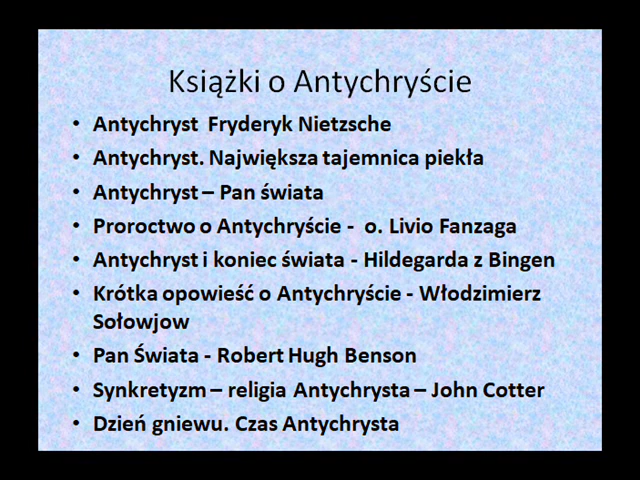 Książki o Antychryście
• Antychryst Fryderyk Nietzsche
• Antychryst. Największa tajemnica piekła
• Antychryst – Pan świata
• Proroctwo o Antychryście - o. Livio Fanzaga
• Antychryst i koniec świata - Hildegarda z Bingen
• Krótka opowieść o Antychryście - Włodzimierz
Sołowjow
• Pan Świata - Robert Hugh Benson
• Synkretyzm – religia Antychrysta – John Cotter
• Dzień gniewu. Czas Antychrysta